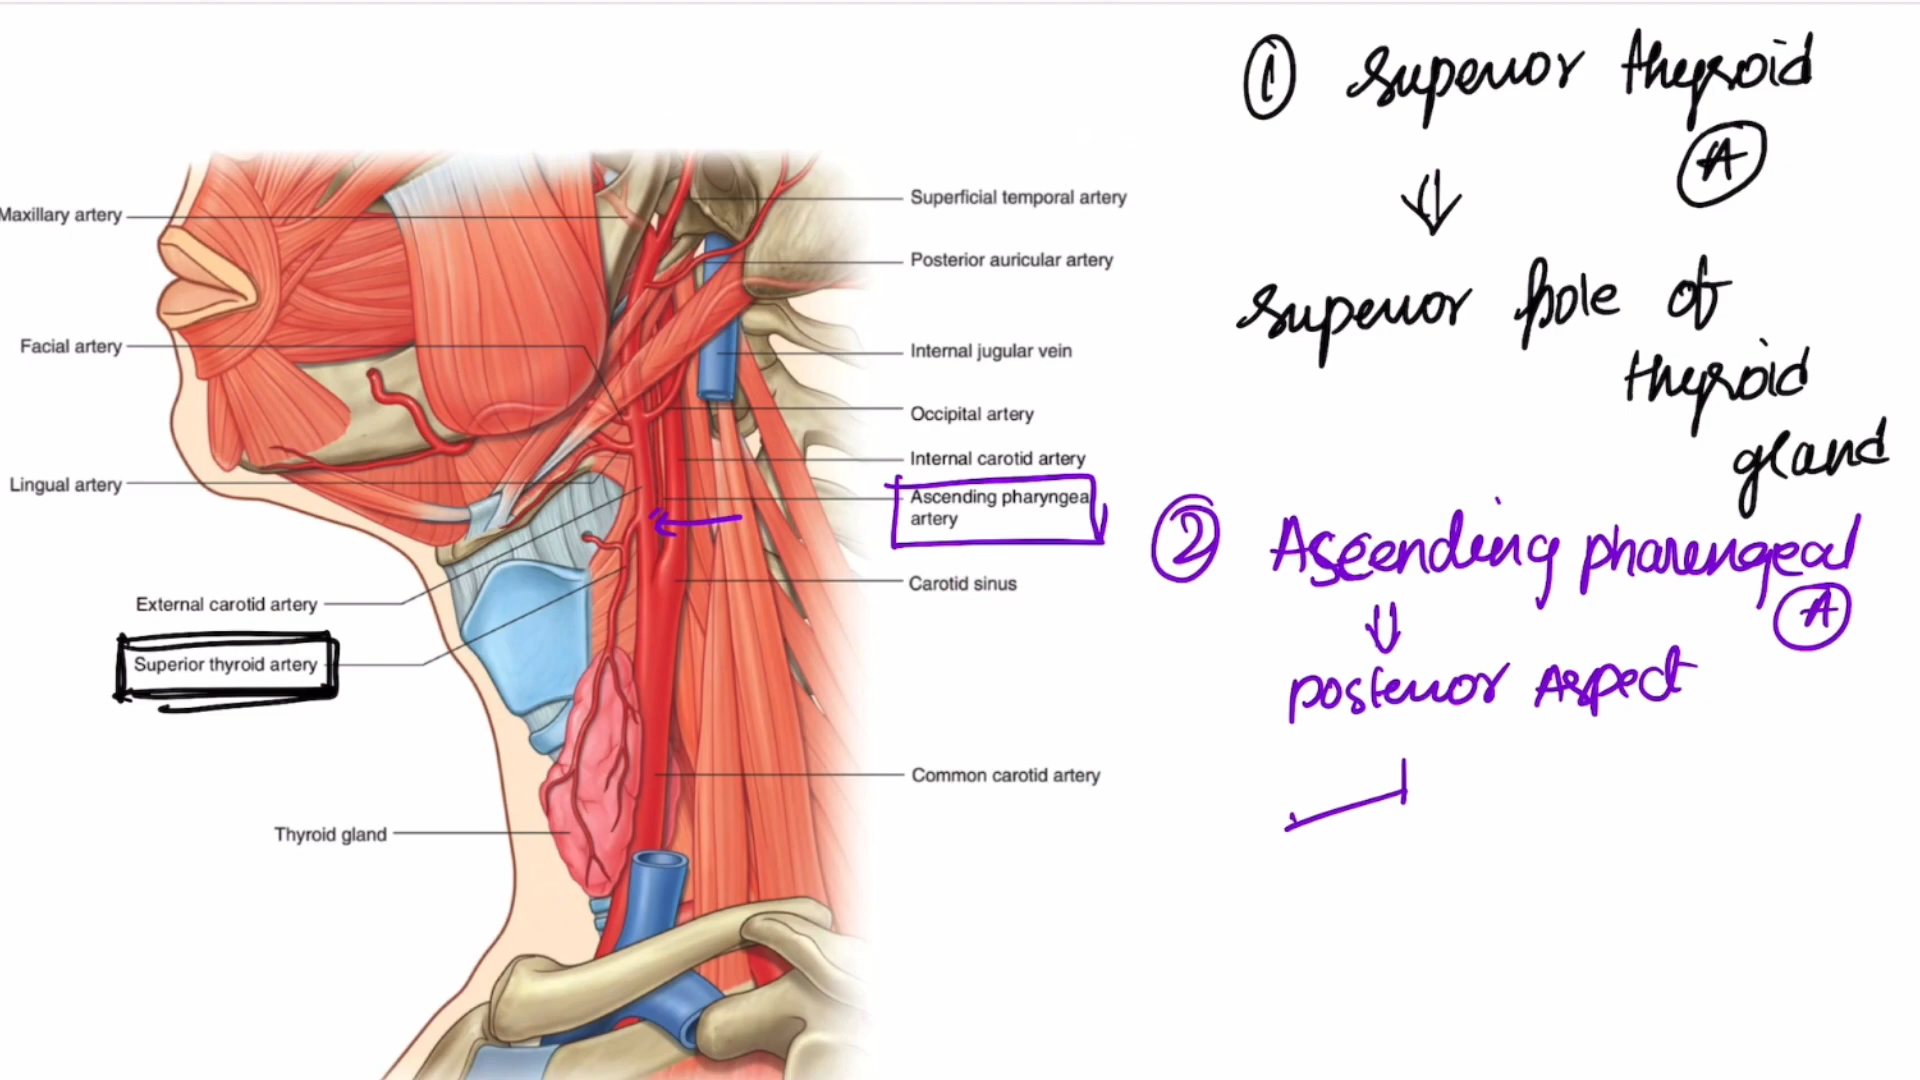 Maxillary artery
Facial artery
Lingual artery
External carotid artery
Superior thyroid artery
Thyroid gland
Superficial temporal artery
Posterior auricular artery
Internal jugular vein
Occipital artery
Internal carotid artery
Ascending pharyngea
artery
Carotid sinus
Common carotid artery
① Superior thyroid
A
Superior pole of
thyroid
gland
② Ascending pharengeal
A
posterior Aspect